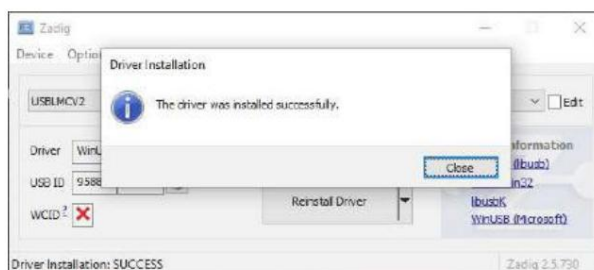 Zadig
Device Optio
Driver Installation
The driver was installed successfully.
USBLMCV2
Edit
Close
Driver WinU
formation
(libusb)
USB ID 9588
n32
Reinstall Driver
libusbK
WCID ?
WinUSB (Microsoft)
Driver Installation: SUCCESS
Zadig 2.5.730